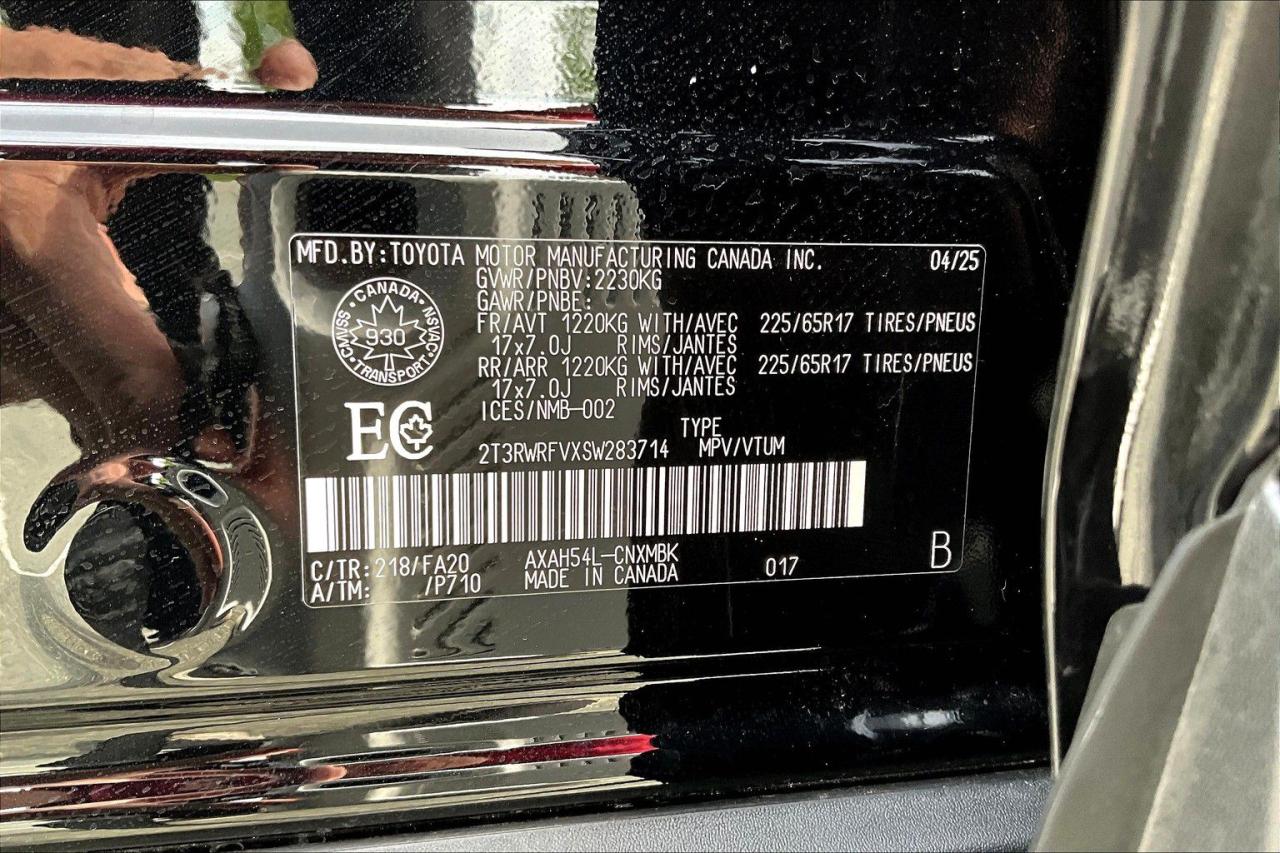 MFD.BY:TOYOTA MOTOR MANUFACTURING CANADA INC. 04/25
GVWR/PNBV:2230KG
GAWR/PNBE:
FR/AVT 1220KG WITH/AVEC 225/65R17 TIRES/PNEUS
17x7.0J RIMS/JANTES
RR/ARR 1220KG WITH/AVEC 225/65R17 TIRES/PNEUS
17x7.0J RIMS/JANTES
ICES/NMB-002
CANADA
CMVSS
930
NSVAC
TRANSPORT
EC
TYPE
2T3RWRFVXSW283714 MPV/VTUM
C/TR:218/FA20 AXAH54L-CNXMBK 017 B
A/TM: /P710 MADE IN CANADA